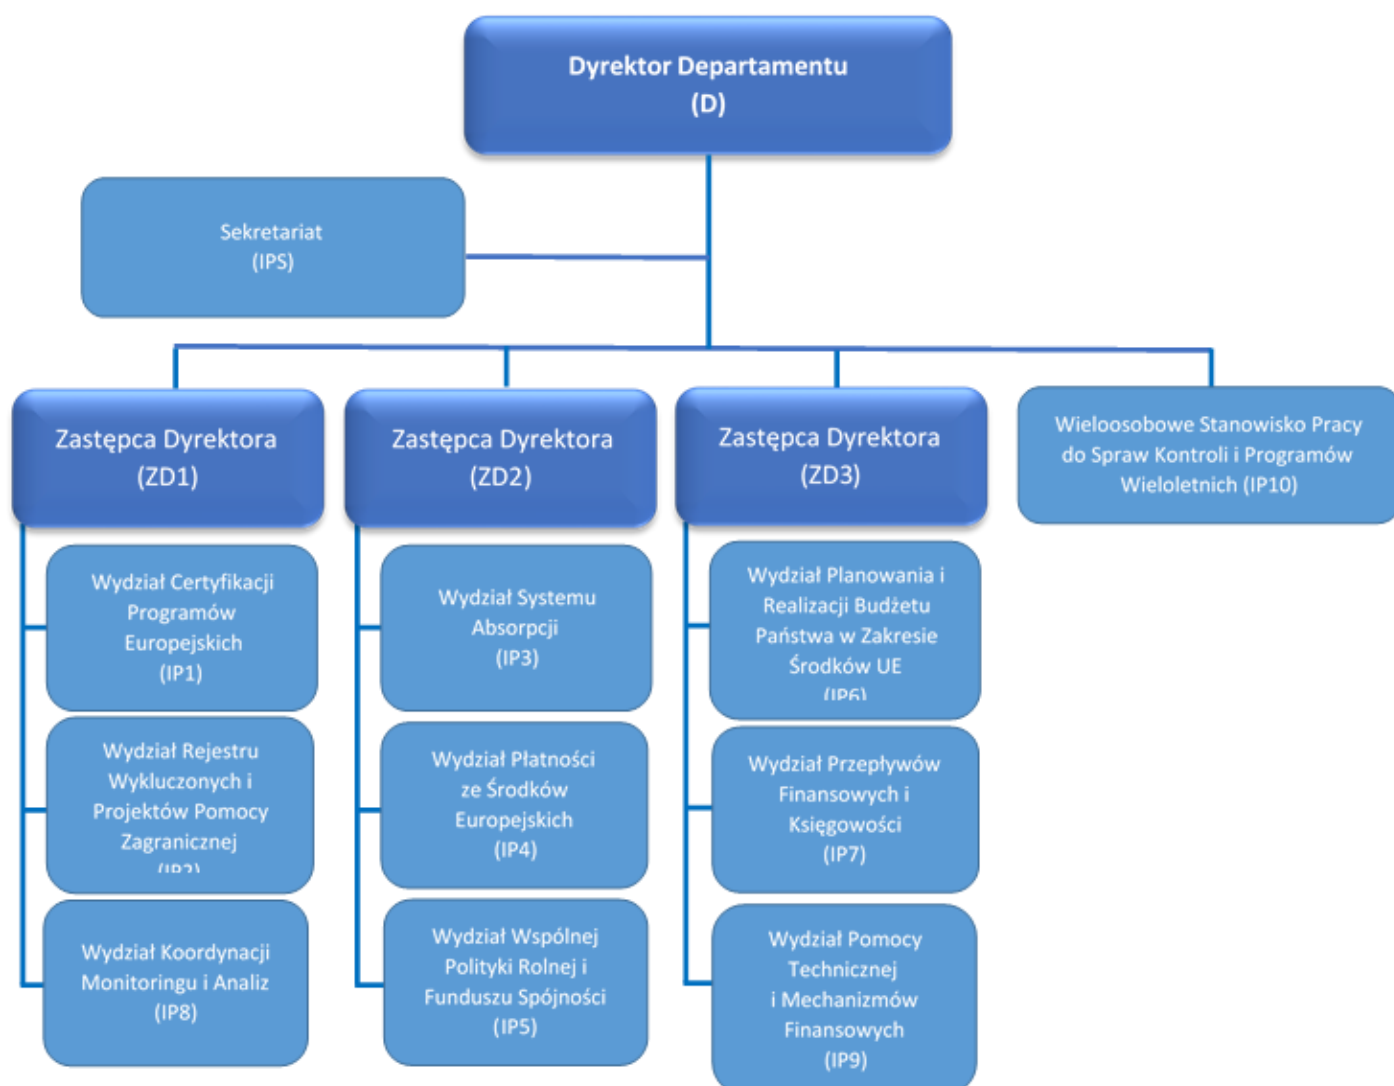 Dyrektor Departamentu
(D)
Sekretariat
(IPS)
Zastępca Dyrektora
(ZD1)
Zastępca Dyrektora
(ZD2)
Zastępca Dyrektora
(ZD3)
Wieloosobowe Stanowisko Pracy
do Spraw Kontroli i Programów
Wieloletnich (IP10)
Wydział Certyfikacji
Programów
Europejskich
(IP1)
Wydział Rejestru
Wykluczonych i
Projektów Pomocy
Zagranicznej
(IP2)
Wydział Koordynacji
Monitoringu i Analiz
(IP8)
Wydział Systemu
Absorpcji
(IP3)
Wydział Płatności
ze Środków
Europejskich
(IP4)
Wydział Wspólnej
Polityki Rolnej i
Funduszu Spójności
(IP5)
Wydział Planowania i
Realizacji Budżetu
Państwa w Zakresie
Środków UE
(IP6)
Wydział Przepływów
Finansowych i
Księgowości
(IP7)
Wydział Pomocy
Technicznej
i Mechanizmów
Finansowych
(IP9)